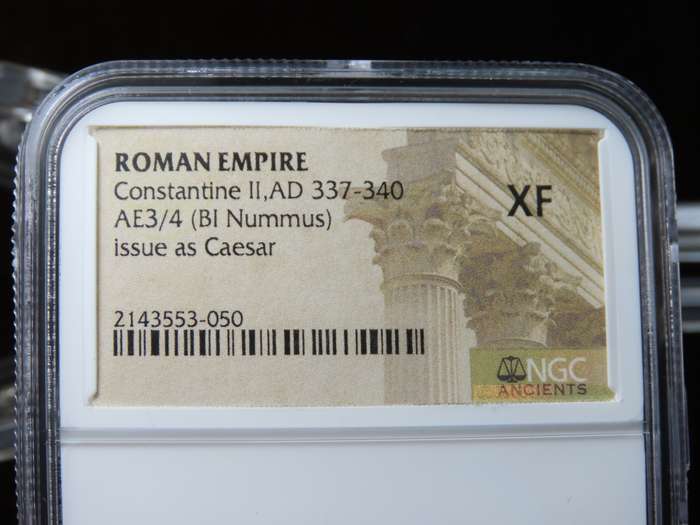 ROMAN EMPIRE
Constantine II, AD 337-340
AE3/4 (BI Nummus)
issue as Caesar
XF
2143553-050
NGC
ANCIENTS